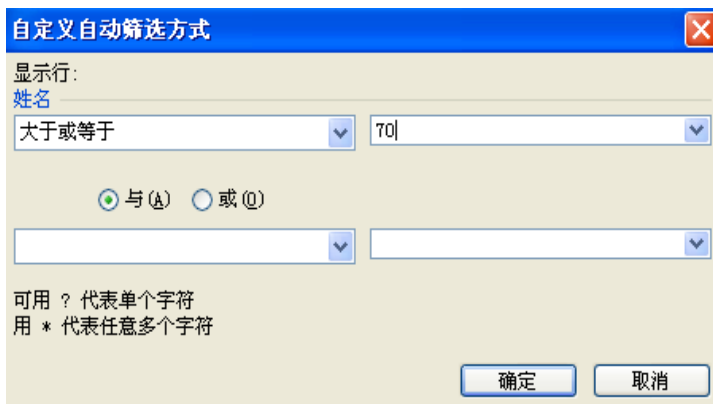 自定义自动筛选方式
显示行:
姓名
大于或等于 70
与(A) 或(O)
可用 ? 代表单个字符
用 * 代表任意多个字符
确定 取消